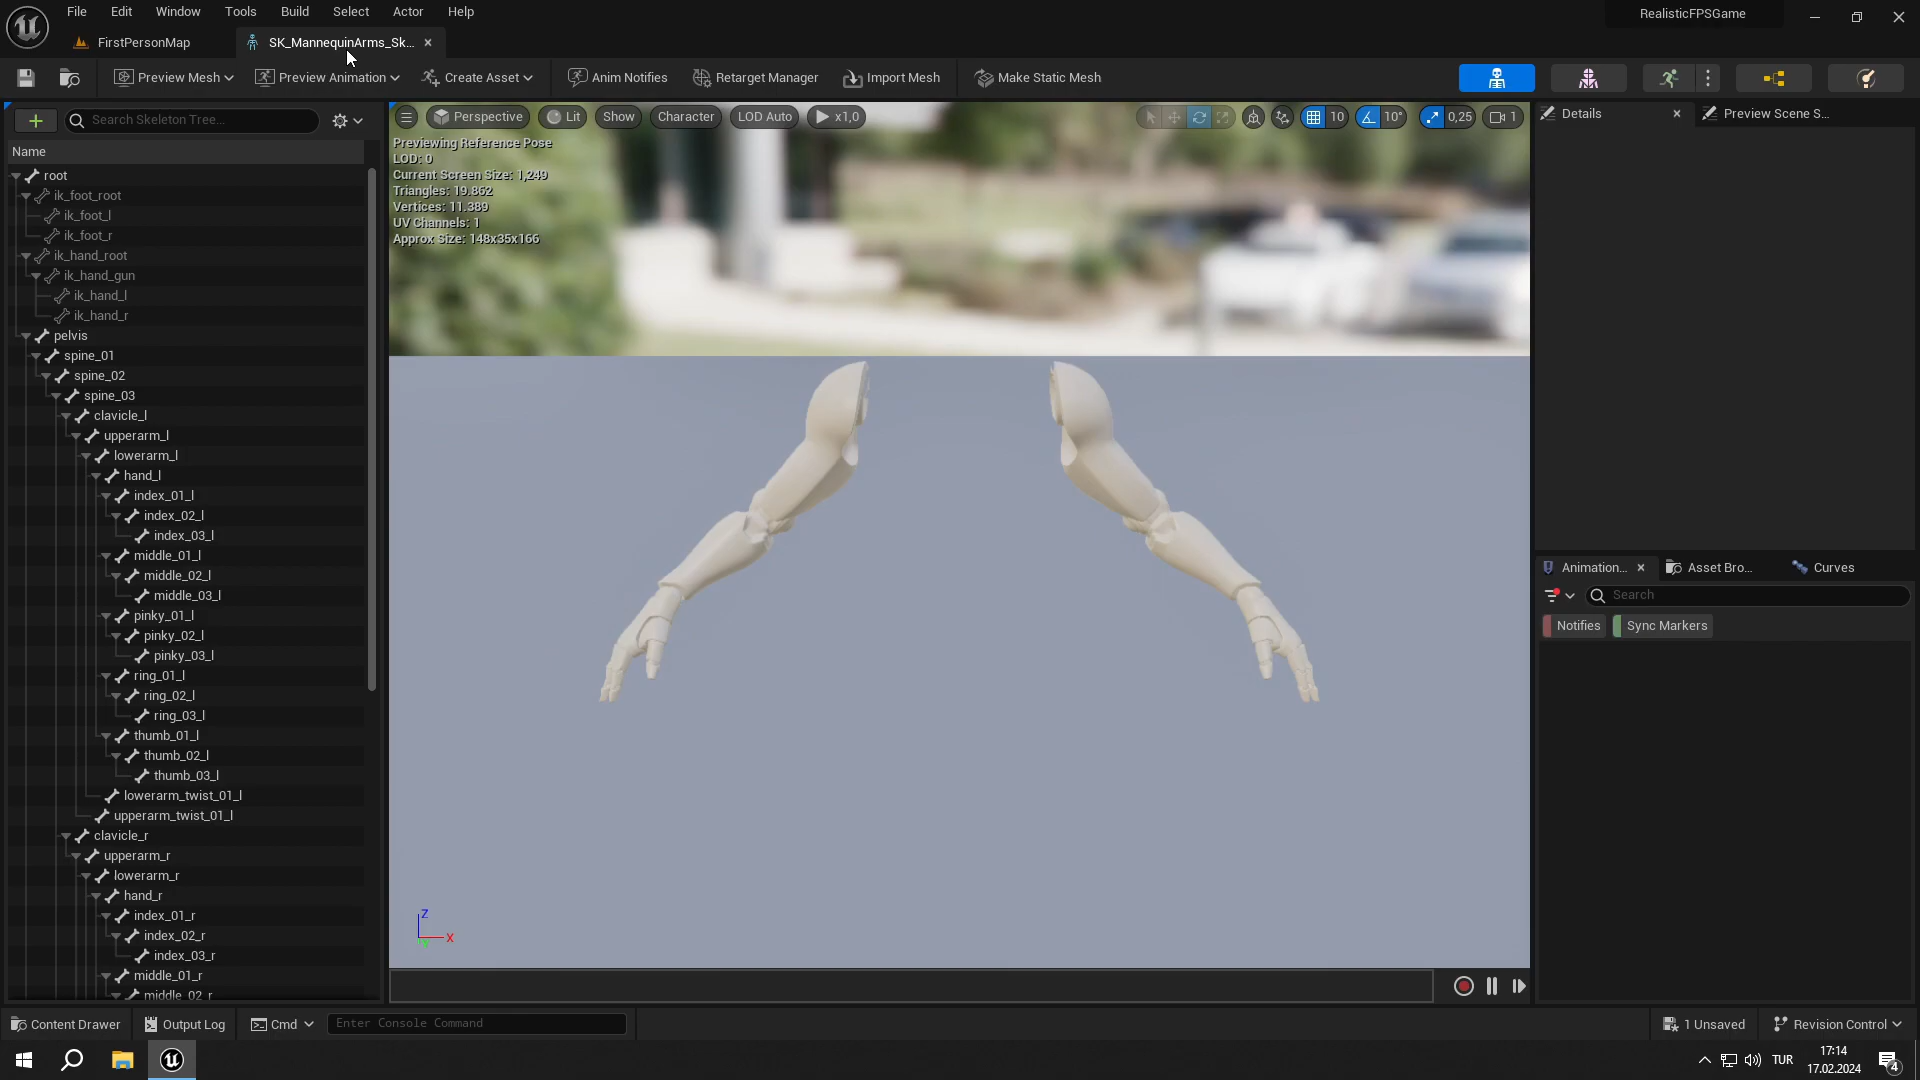 File Edit Window Tools Build Select Actor Help
RealisticFPSGame
FirstPersonMap
SK_MannequinArms_Sk...
Preview Mesh
Preview Animation
Create Asset
Anim Notifies
Retarget Manager
Import Mesh
Make Static Mesh
Search Skeleton Tree...
Name
root
ik_foot_root
ik_foot_l
ik_foot_r
ik_hand_root
ik_hand_gun
ik_hand_l
ik_hand_r
pelvis
spine_01
spine_02
spine_03
clavicle_l
upperarm_l
lowerarm_l
hand_l
index_01_l
index_02_l
index_03_l
middle_01_l
middle_02_l
middle_03_l
pinky_01_l
pinky_02_l
pinky_03_l
ring_01_l
ring_02_l
ring_03_l
thumb_01_l
thumb_02_l
thumb_03_l
lowerarm_twist_01_l
upperarm_twist_01_l
clavicle_r
upperarm_r
lowerarm_r
hand_r
index_01_r
index_02_r
index_03_r
middle_01_r
middle_02_r
Perspective Lit Show Character LOD Auto x1,0
10 10° 0,25 1
Previewing Reference Pose
LOD: 0
Current Screen Size: 1,249
Triangles: 19.862
Vertices: 11.389
UV Channels: 1
Approx Size: 148x35x166
Z
X
Y
Details
Preview Scene S...
Animation...
Asset Bro...
Curves
Search
Notifies
Sync Markers
Content Drawer
Output Log
Cmd
Enter Console Command
1 Unsaved
Revision Control
TUR
17:14
17.02.2024
4